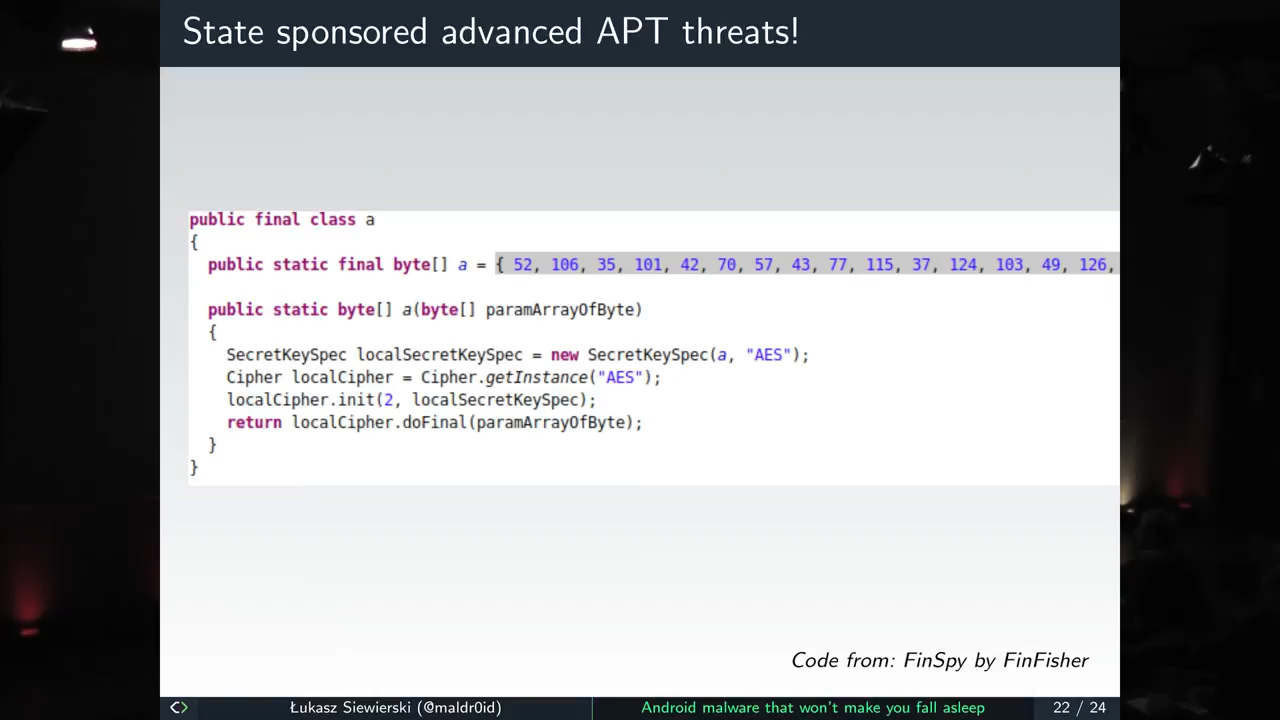 State sponsored advanced APT threats!
public final class a
{
public static final byte[] a = { 52, 106, 35, 101, 42, 70, 57, 43, 77, 115, 37, 124, 103, 49, 126,
public static byte[] a(byte[] paramArrayOfByte)
{
SecretKeySpec localSecretKeySpec = new SecretKeySpec(a, "AES");
Cipher localCipher = Cipher.getInstance("AES");
localCipher.init(2, localSecretKeySpec);
return localCipher.doFinal(paramArrayOfByte);
}
}
Code from: FinSpy by FinFisher
Łukasz Siewierski (@maldr0id) Android malware that won't make you fall asleep 22 / 24